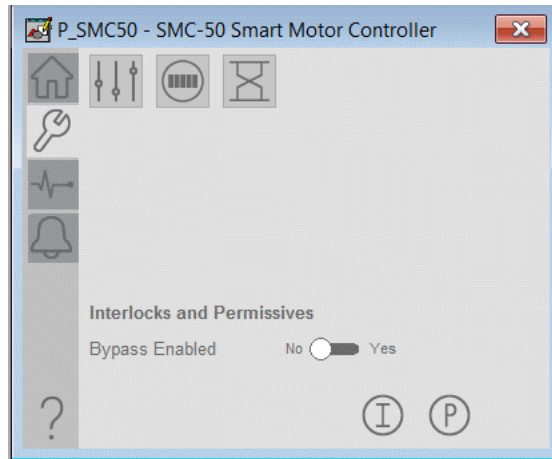 P_SMC50 - SMC-50 Smart Motor Controller
Interlocks and Permissives
Bypass Enabled No Yes
? I P